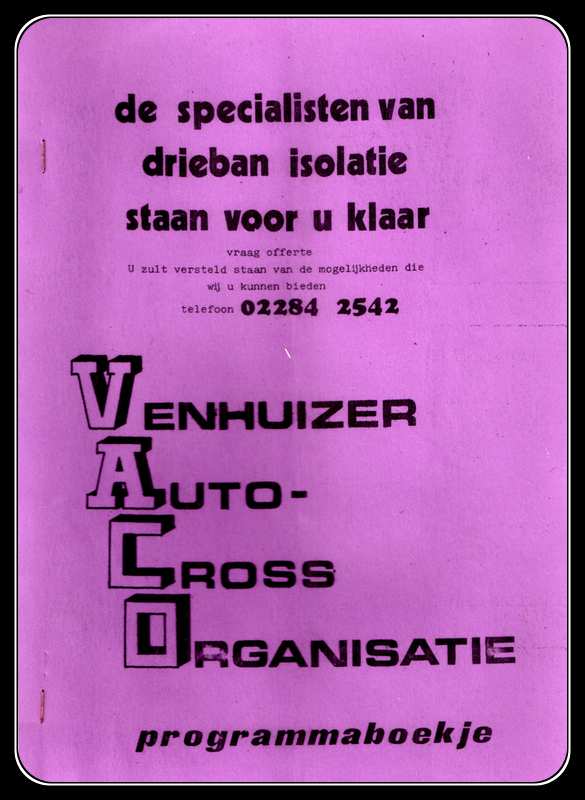 de specialisten van
drieban isolatie
staan voor u klaar
vraag offerte
U zult versteld staan van de mogelijkheden die
wij u kunnen bieden
telefoon 02284 2542
VENHUIZER
AUTO-
CROSS
ORGANISATIE
programmaboekje